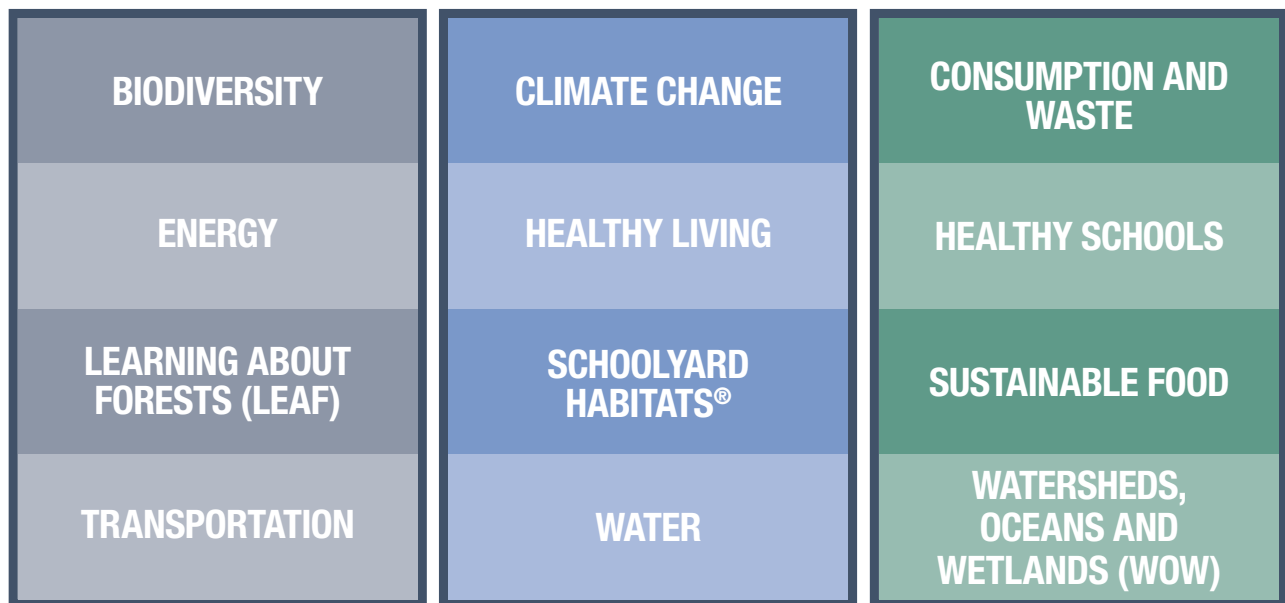 BIODIVERSITY
CLIMATE CHANGE
CONSUMPTION AND
WASTE
ENERGY
HEALTHY LIVING
HEALTHY SCHOOLS
LEARNING ABOUT
FORESTS (LEAF)
SCHOOLYARD
HABITATS®
SUSTAINABLE FOOD
TRANSPORTATION
WATER
WATERSHEDS,
OCEANS AND
WETLANDS (WOW)